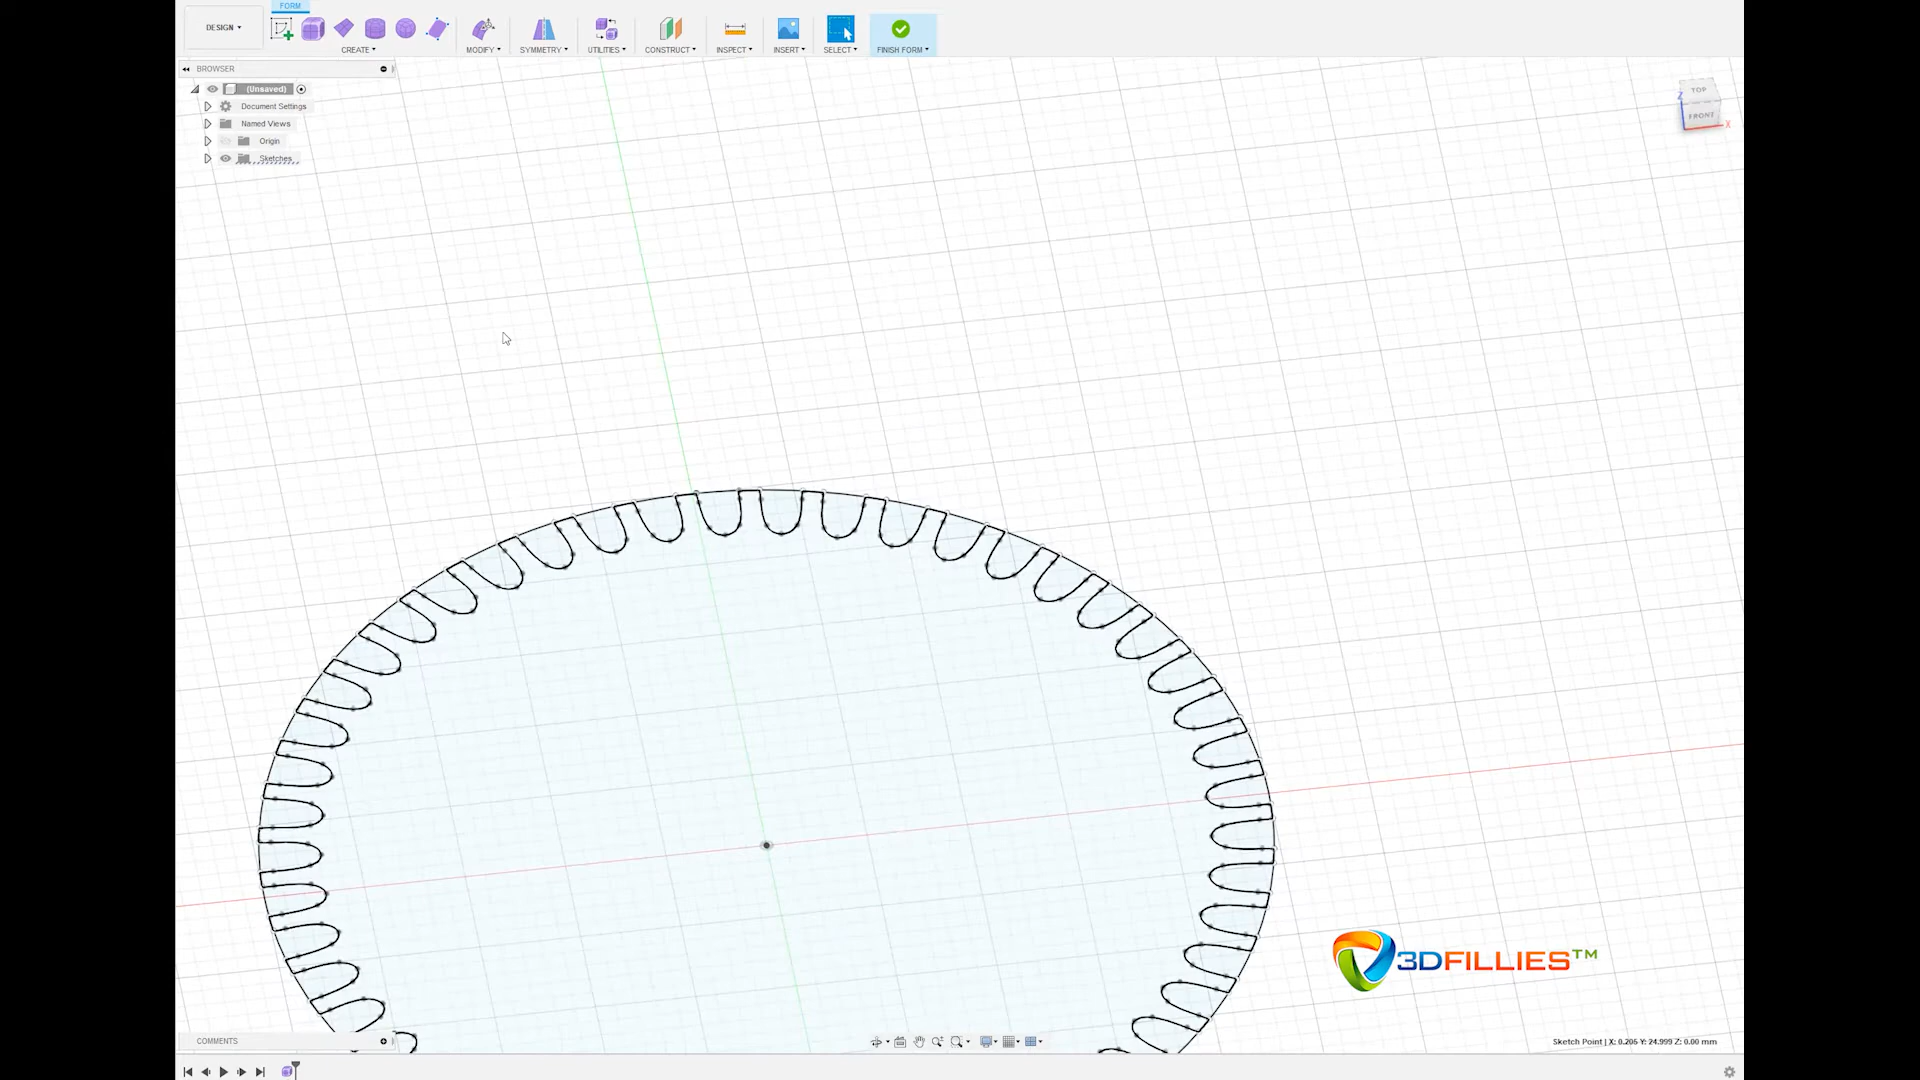 FORM
DESIGN
CREATE
MODIFY
SYMMETRY
UTILITIES
CONSTRUCT
INSPECT
INSERT
SELECT
FINISH FORM
BROWSER
(Unsaved)
Document Settings
Named Views
Origin
Sketches
TOP
FRONT
Z
X
3DFILLIES™
COMMENTS
Sketch Point | X: 0.205 Y: 24.999 Z: 0.00 mm